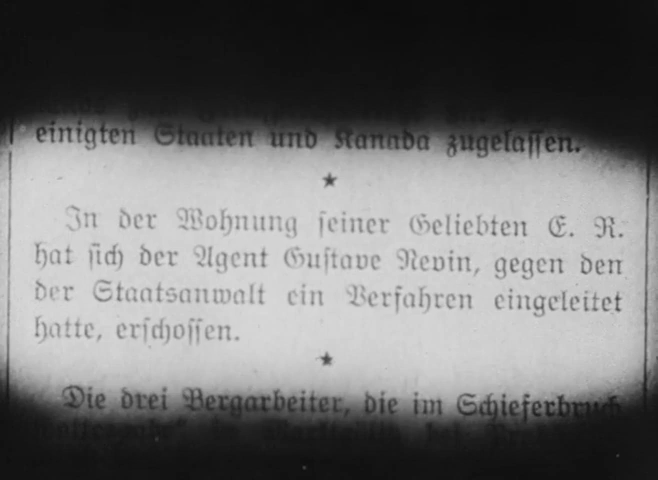 einigten Staaten und Kanada zugelassen.
★
In der Wohnung seiner Geliebten E. R.
hat sich der Agent Gustave Nevin, gegen den
der Staatsanwalt ein Verfahren eingeleitet
hatte, erschossen.
★
Die drei Bergarbeiter, die im Schieferbruch